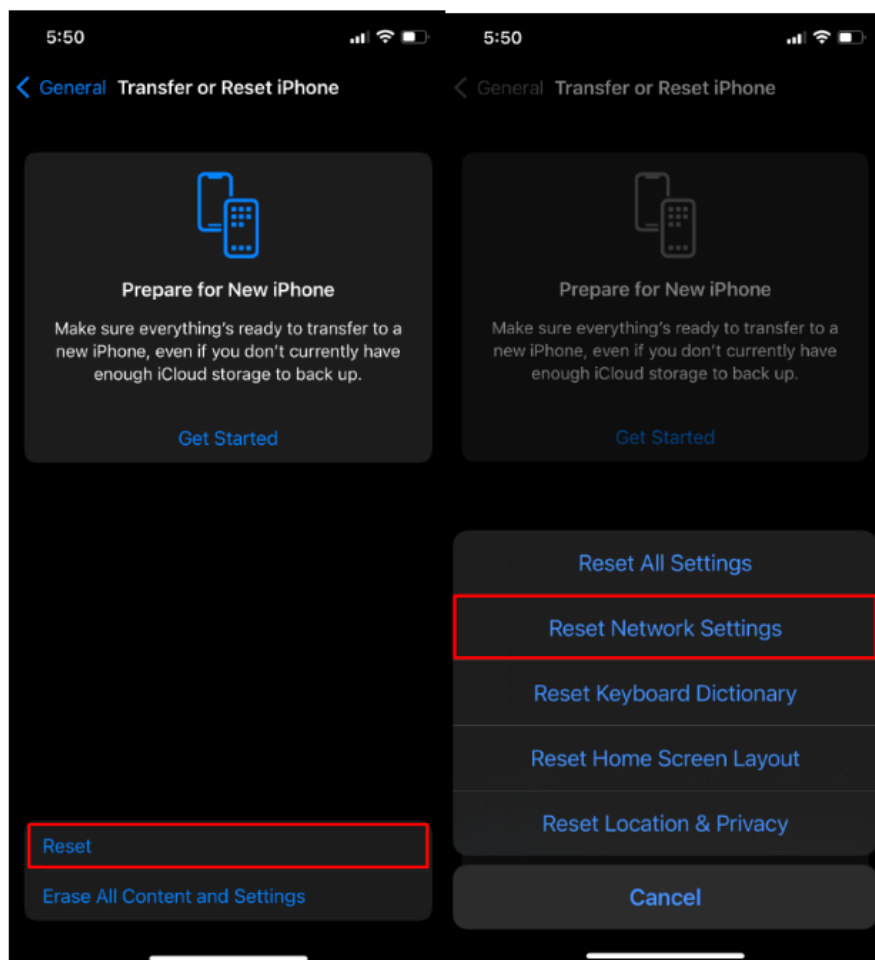 5:50
General Transfer or Reset iPhone
Prepare for New iPhone
Make sure everything's ready to transfer to a
new iPhone, even if you don't currently have
enough iCloud storage to back up.
Get Started
Reset
Erase All Content and Settings
5:50
General Transfer or Reset iPhone
Prepare for New iPhone
Make sure everything's ready to transfer to a
new iPhone, even if you don't currently have
enough iCloud storage to back up.
Get Started
Reset All Settings
Reset Network Settings
Reset Keyboard Dictionary
Reset Home Screen Layout
Reset Location & Privacy
Cancel